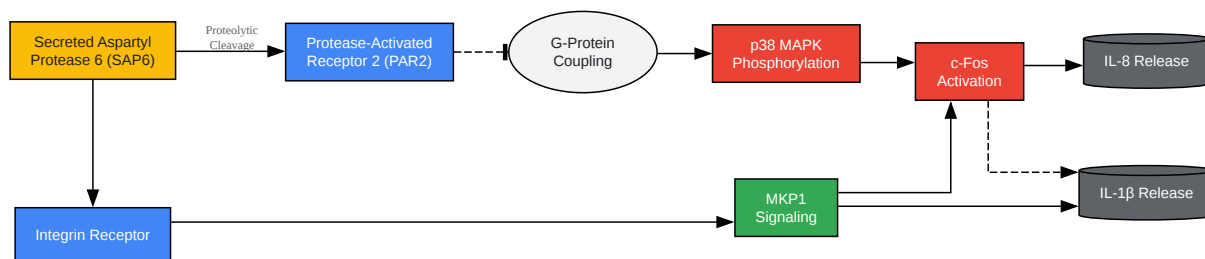 Secreted Aspartyl
Protease 6 (SAP6)
Proteolytic
Cleavage
Protease-Activated
Receptor 2 (PAR2)
G-Protein
Coupling
p38 MAPK
Phosphorylation
c-Fos
Activation
IL-8 Release
Integrin Receptor
MKP1
Signaling
IL-1β Release